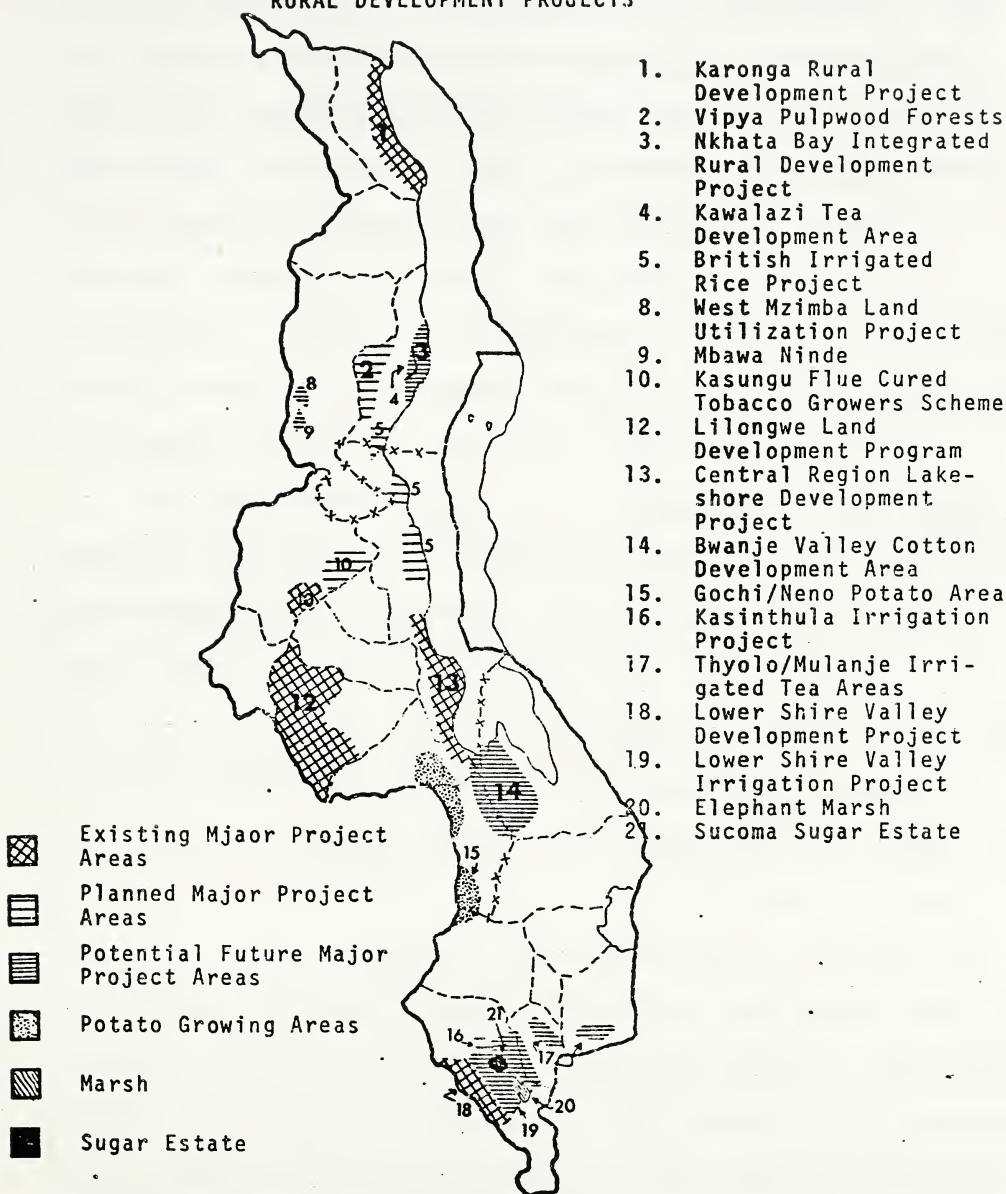 RURAL DEVELOPMENT PROJECTS
1. Karonga Rural
Development Project
2. Vipya Pulpwood Forests
3. Nkhata Bay Integrated
Rural Development
Project
4. Kawalazi Tea
Development Area
5. British Irrigated
Rice Project
8. West Mzimba Land
Utilization Project
9. Mbawa Ninde
10. Kasungu Flue Cured
Tobacco Growers Scheme
12. Lilongwe Land
Development Program
13. Central Region Lake-
shore Development
Project
14. Bwanje Valley Cotton
Development Area
15. Gochi/Neno Potato Area
16. Kasinthula Irrigation
Project
17. Thyolo/Mulanje Irri-
gated Tea Areas
18. Lower Shire Valley
Development Project
19. Lower Shire Valley
Irrigation Project
20. Elephant Marsh
21. Sucoma Sugar Estate
1
3
2
4
8
9
5
5
5
10
13
12
14
15
21
16
17
18
20
19
Existing Mjaor Project
Areas
Planned Major Project
Areas
Potential Future Major
Project Areas
Potato Growing Areas
Marsh
Sugar Estate